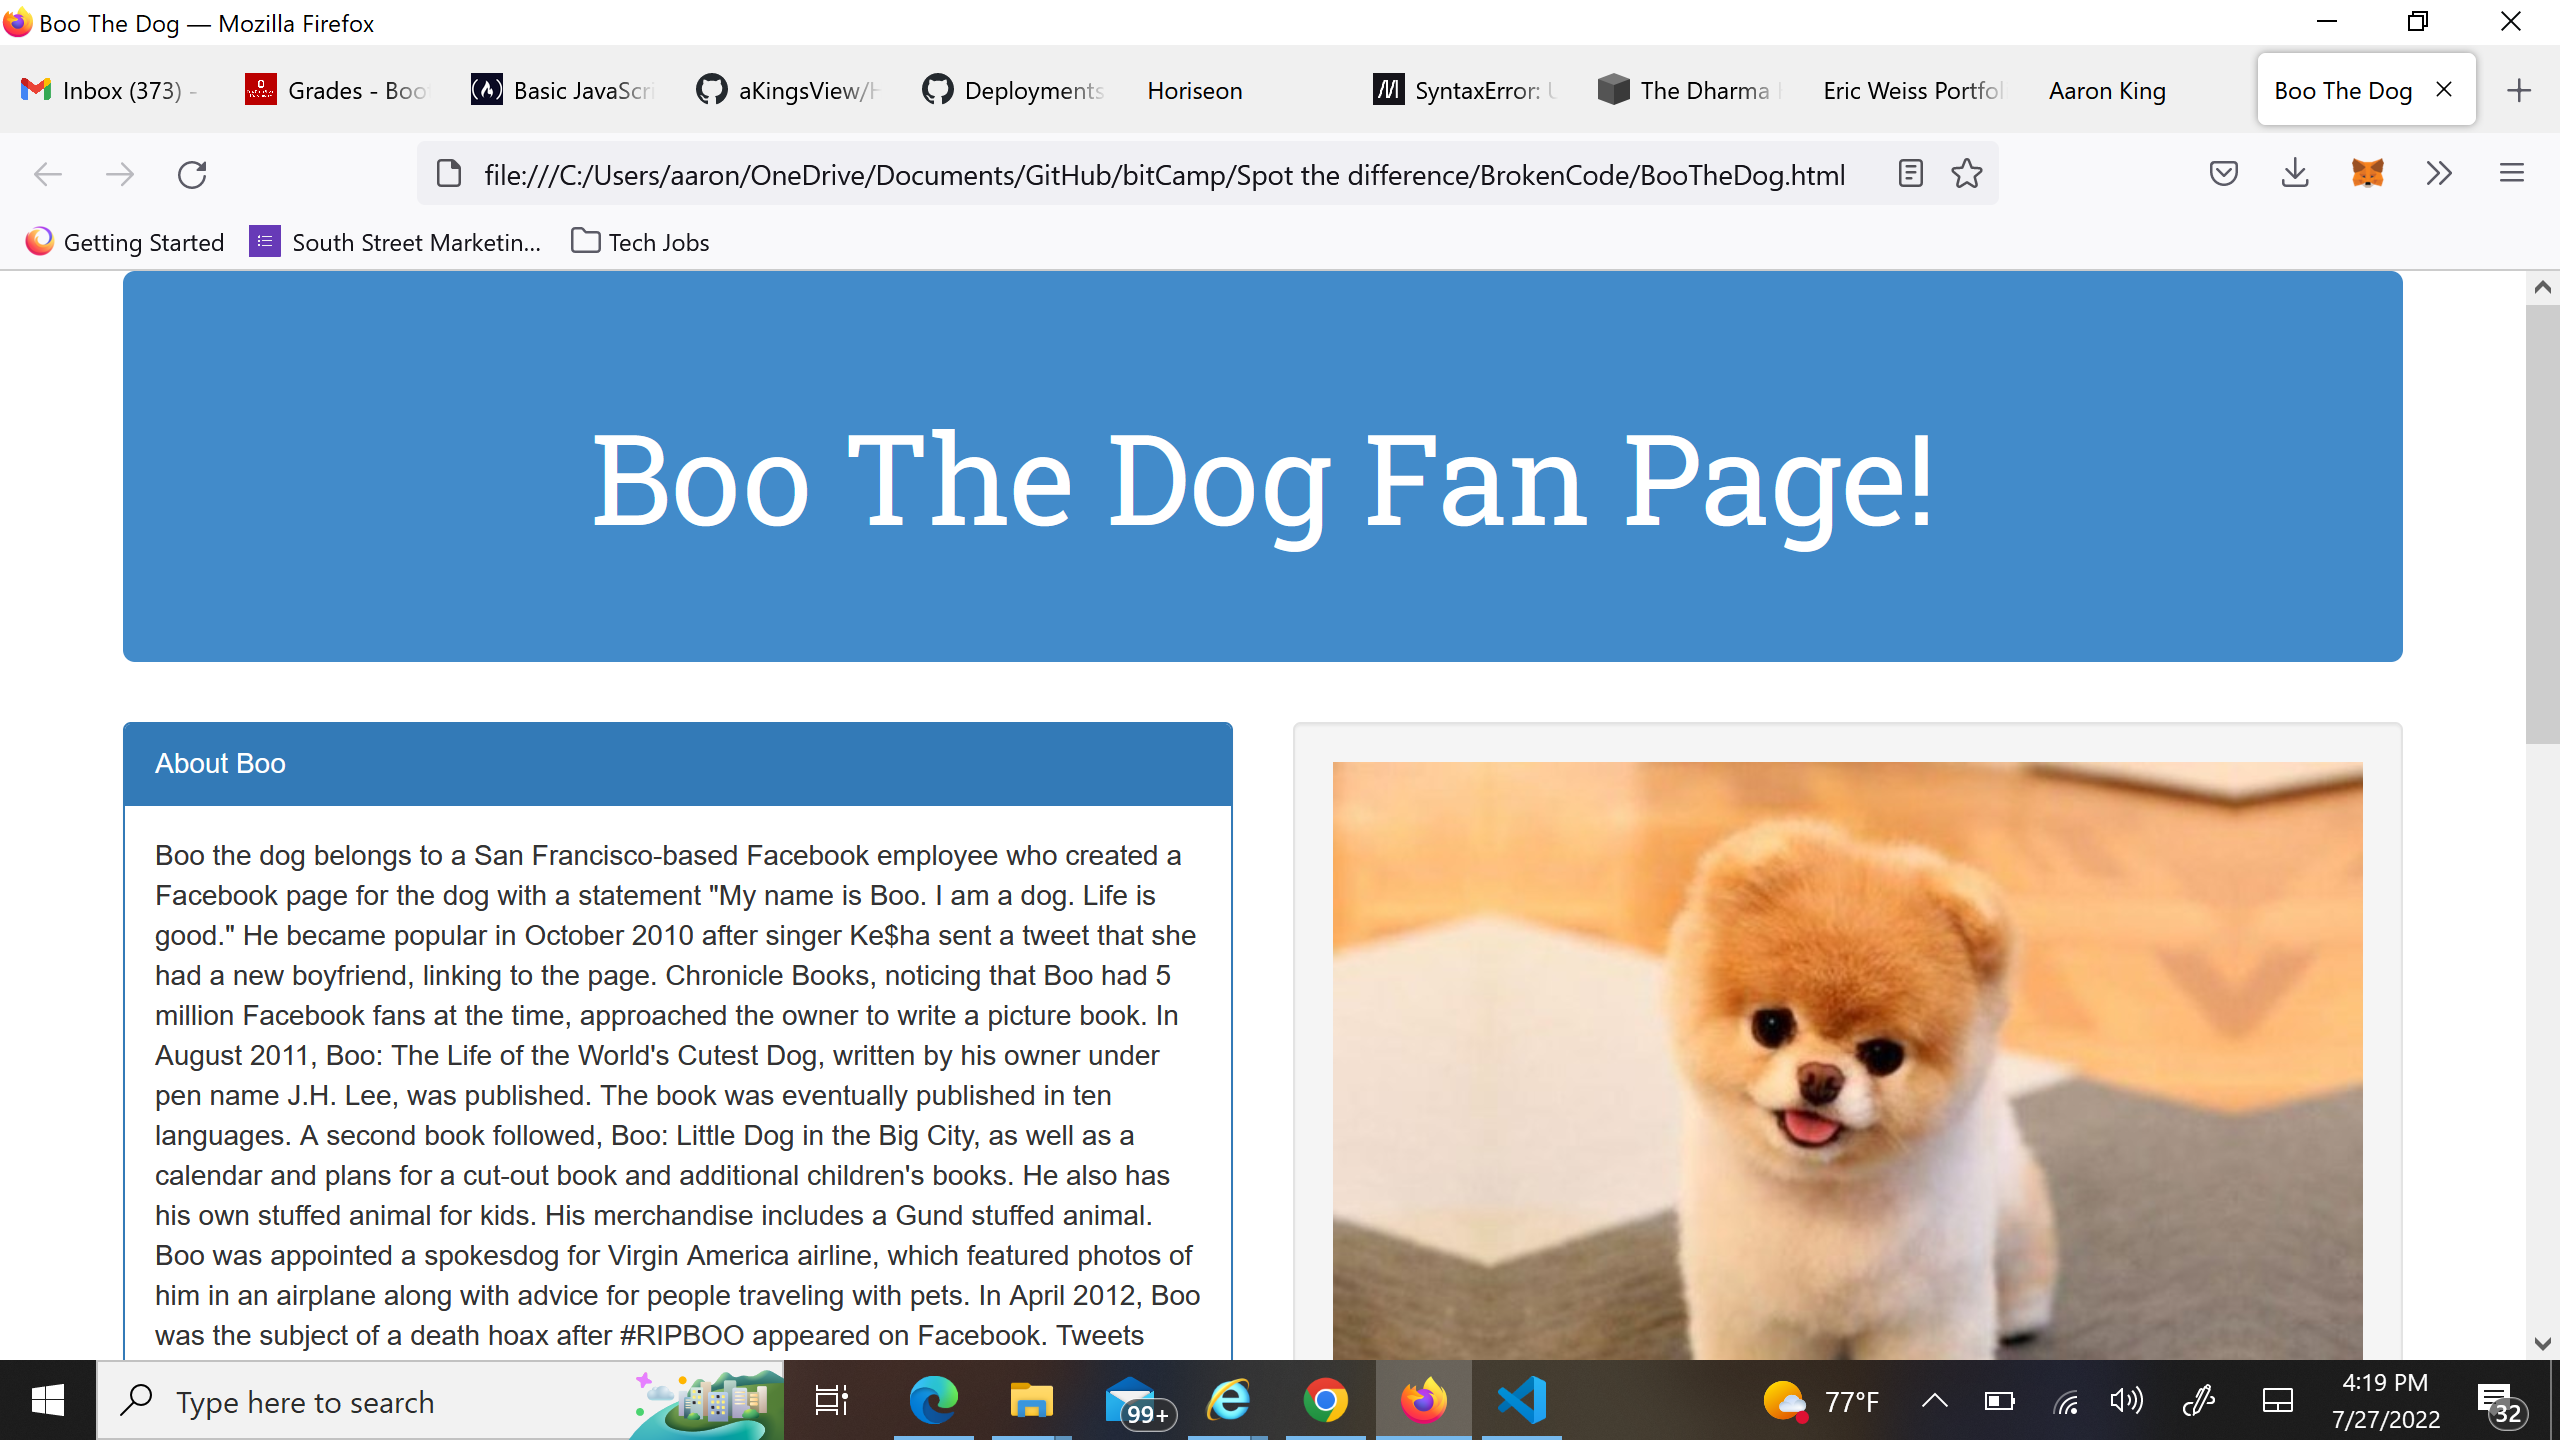 Boo The Dog — Mozilla Firefox
Inbox (373) -
Grades - Boo
Basic JavaScri
aKingsView/H
Deployments
Horiseon
SyntaxError: U
The Dharma
Eric Weiss Portfol
Aaron King
Boo The Dog
file:///C:/Users/aaron/OneDrive/Documents/GitHub/bitCamp/Spot the difference/BrokenCode/BooTheDog.html
Getting Started
South Street Marketin...
Tech Jobs
Boo The Dog Fan Page!
About Boo
Boo the dog belongs to a San Francisco-based Facebook employee who created a
Facebook page for the dog with a statement "My name is Boo. I am a dog. Life is
good." He became popular in October 2010 after singer Ke$ha sent a tweet that she
had a new boyfriend, linking to the page. Chronicle Books, noticing that Boo had 5
million Facebook fans at the time, approached the owner to write a picture book. In
August 2011, Boo: The Life of the World's Cutest Dog, written by his owner under
pen name J.H. Lee, was published. The book was eventually published in ten
languages. A second book followed, Boo: Little Dog in the Big City, as well as a
calendar and plans for a cut-out book and additional children's books. He also has
his own stuffed animal for kids. His merchandise includes a Gund stuffed animal.
Boo was appointed a spokesdog for Virgin America airline, which featured photos of
him in an airplane along with advice for people traveling with pets. In April 2012, Boo
was the subject of a death hoax after #RIPBOO appeared on Facebook. Tweets
Type here to search
99+
77°F
4:19 PM
7/27/2022
32